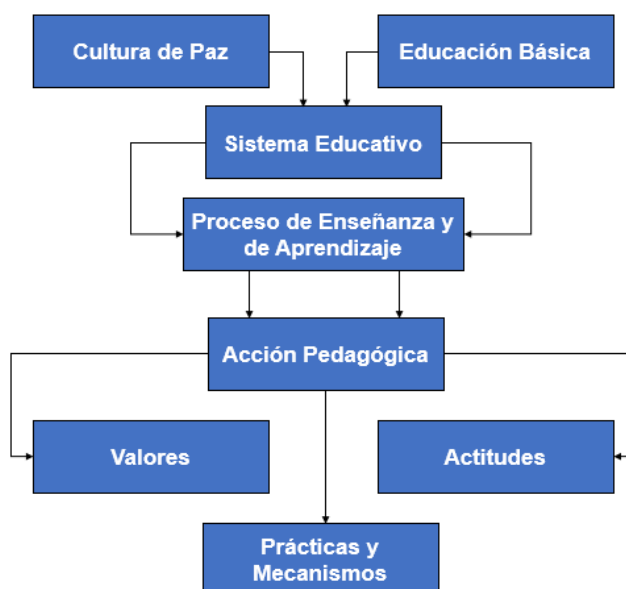 Cultura de Paz
Educación Básica
Sistema Educativo
Proceso de Enseñanza y
de Aprendizaje
Acción Pedagógica
Valores
Actitudes
Prácticas y
Mecanismos